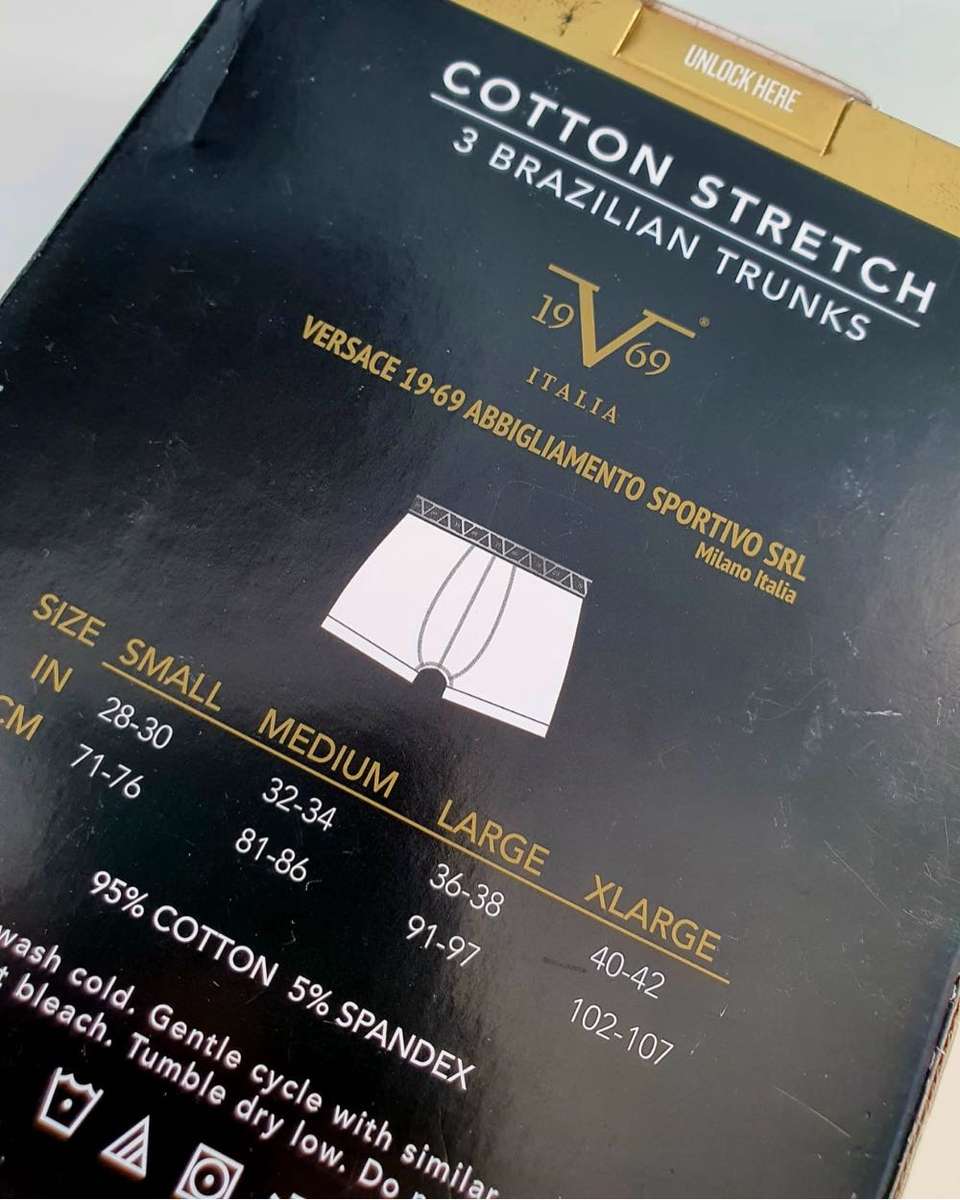 UNLOCK HERE
COTTON STRETCH
3 BRAZILIAN TRUNKS
19V69®
ITALIA
VERSACE 19·69 ABBIGLIAMENTO SPORTIVO SRL
Milano Italia
SIZE SMALL MEDIUM LARGE XLARGE
IN 28-30 32-34 36-38 40-42
CM 71-76 81-86 91-97 102-107
95% COTTON 5% SPANDEX
wash cold. Gentle cycle with similar
bleach. Tumble dry low. Do